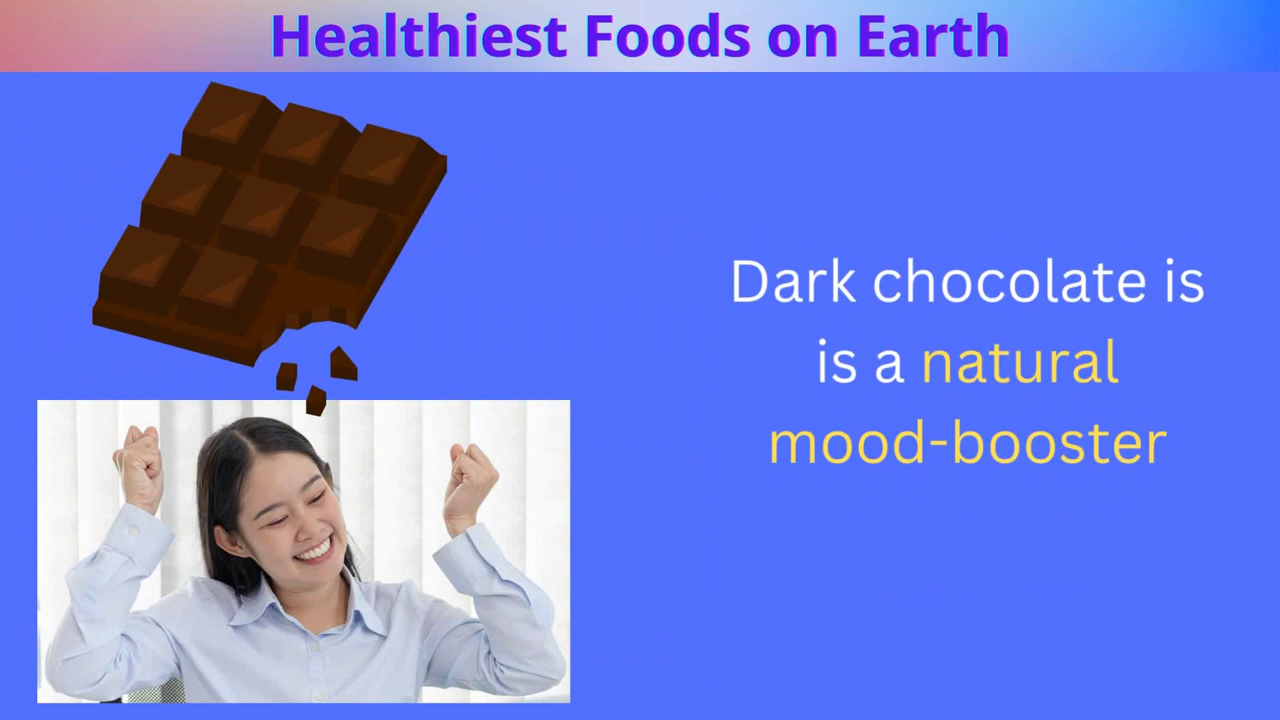 Healthiest Foods on Earth
Dark chocolate is
is a natural
mood-booster